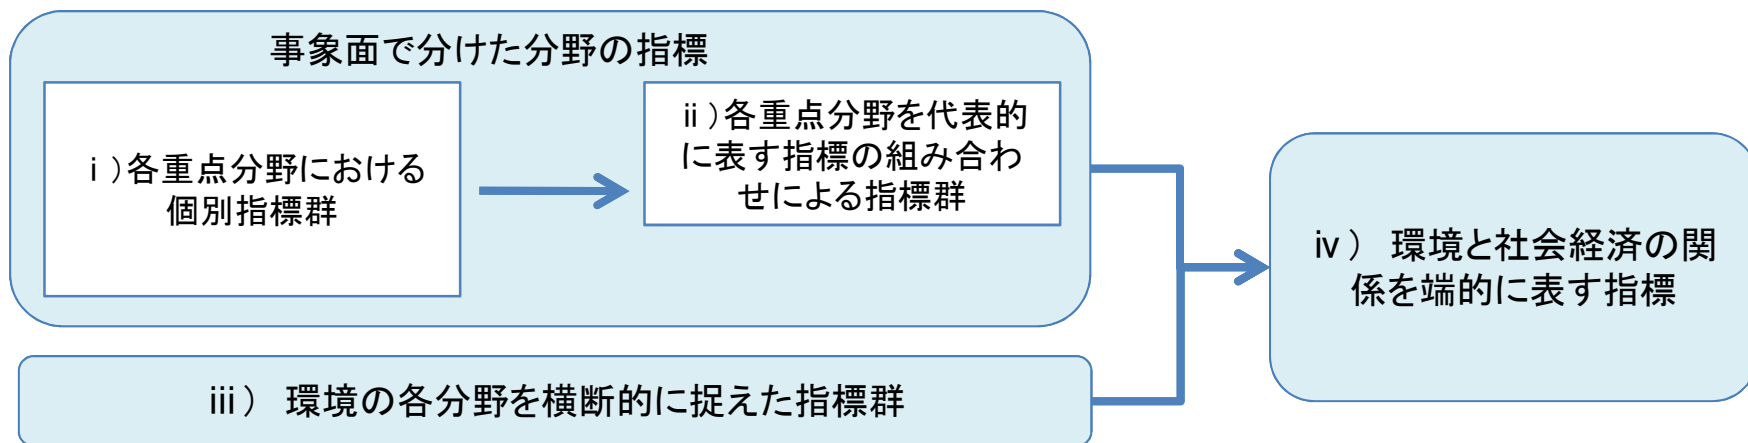 事象面で分けた分野の指標
ⅰ）各重点分野における
個別指標群
ⅱ）各重点分野を代表的
に表す指標の組み合わ
せによる指標群
ⅲ） 環境の各分野を横断的に捉えた指標群
ⅳ） 環境と社会経済の関
係を端的に表す指標